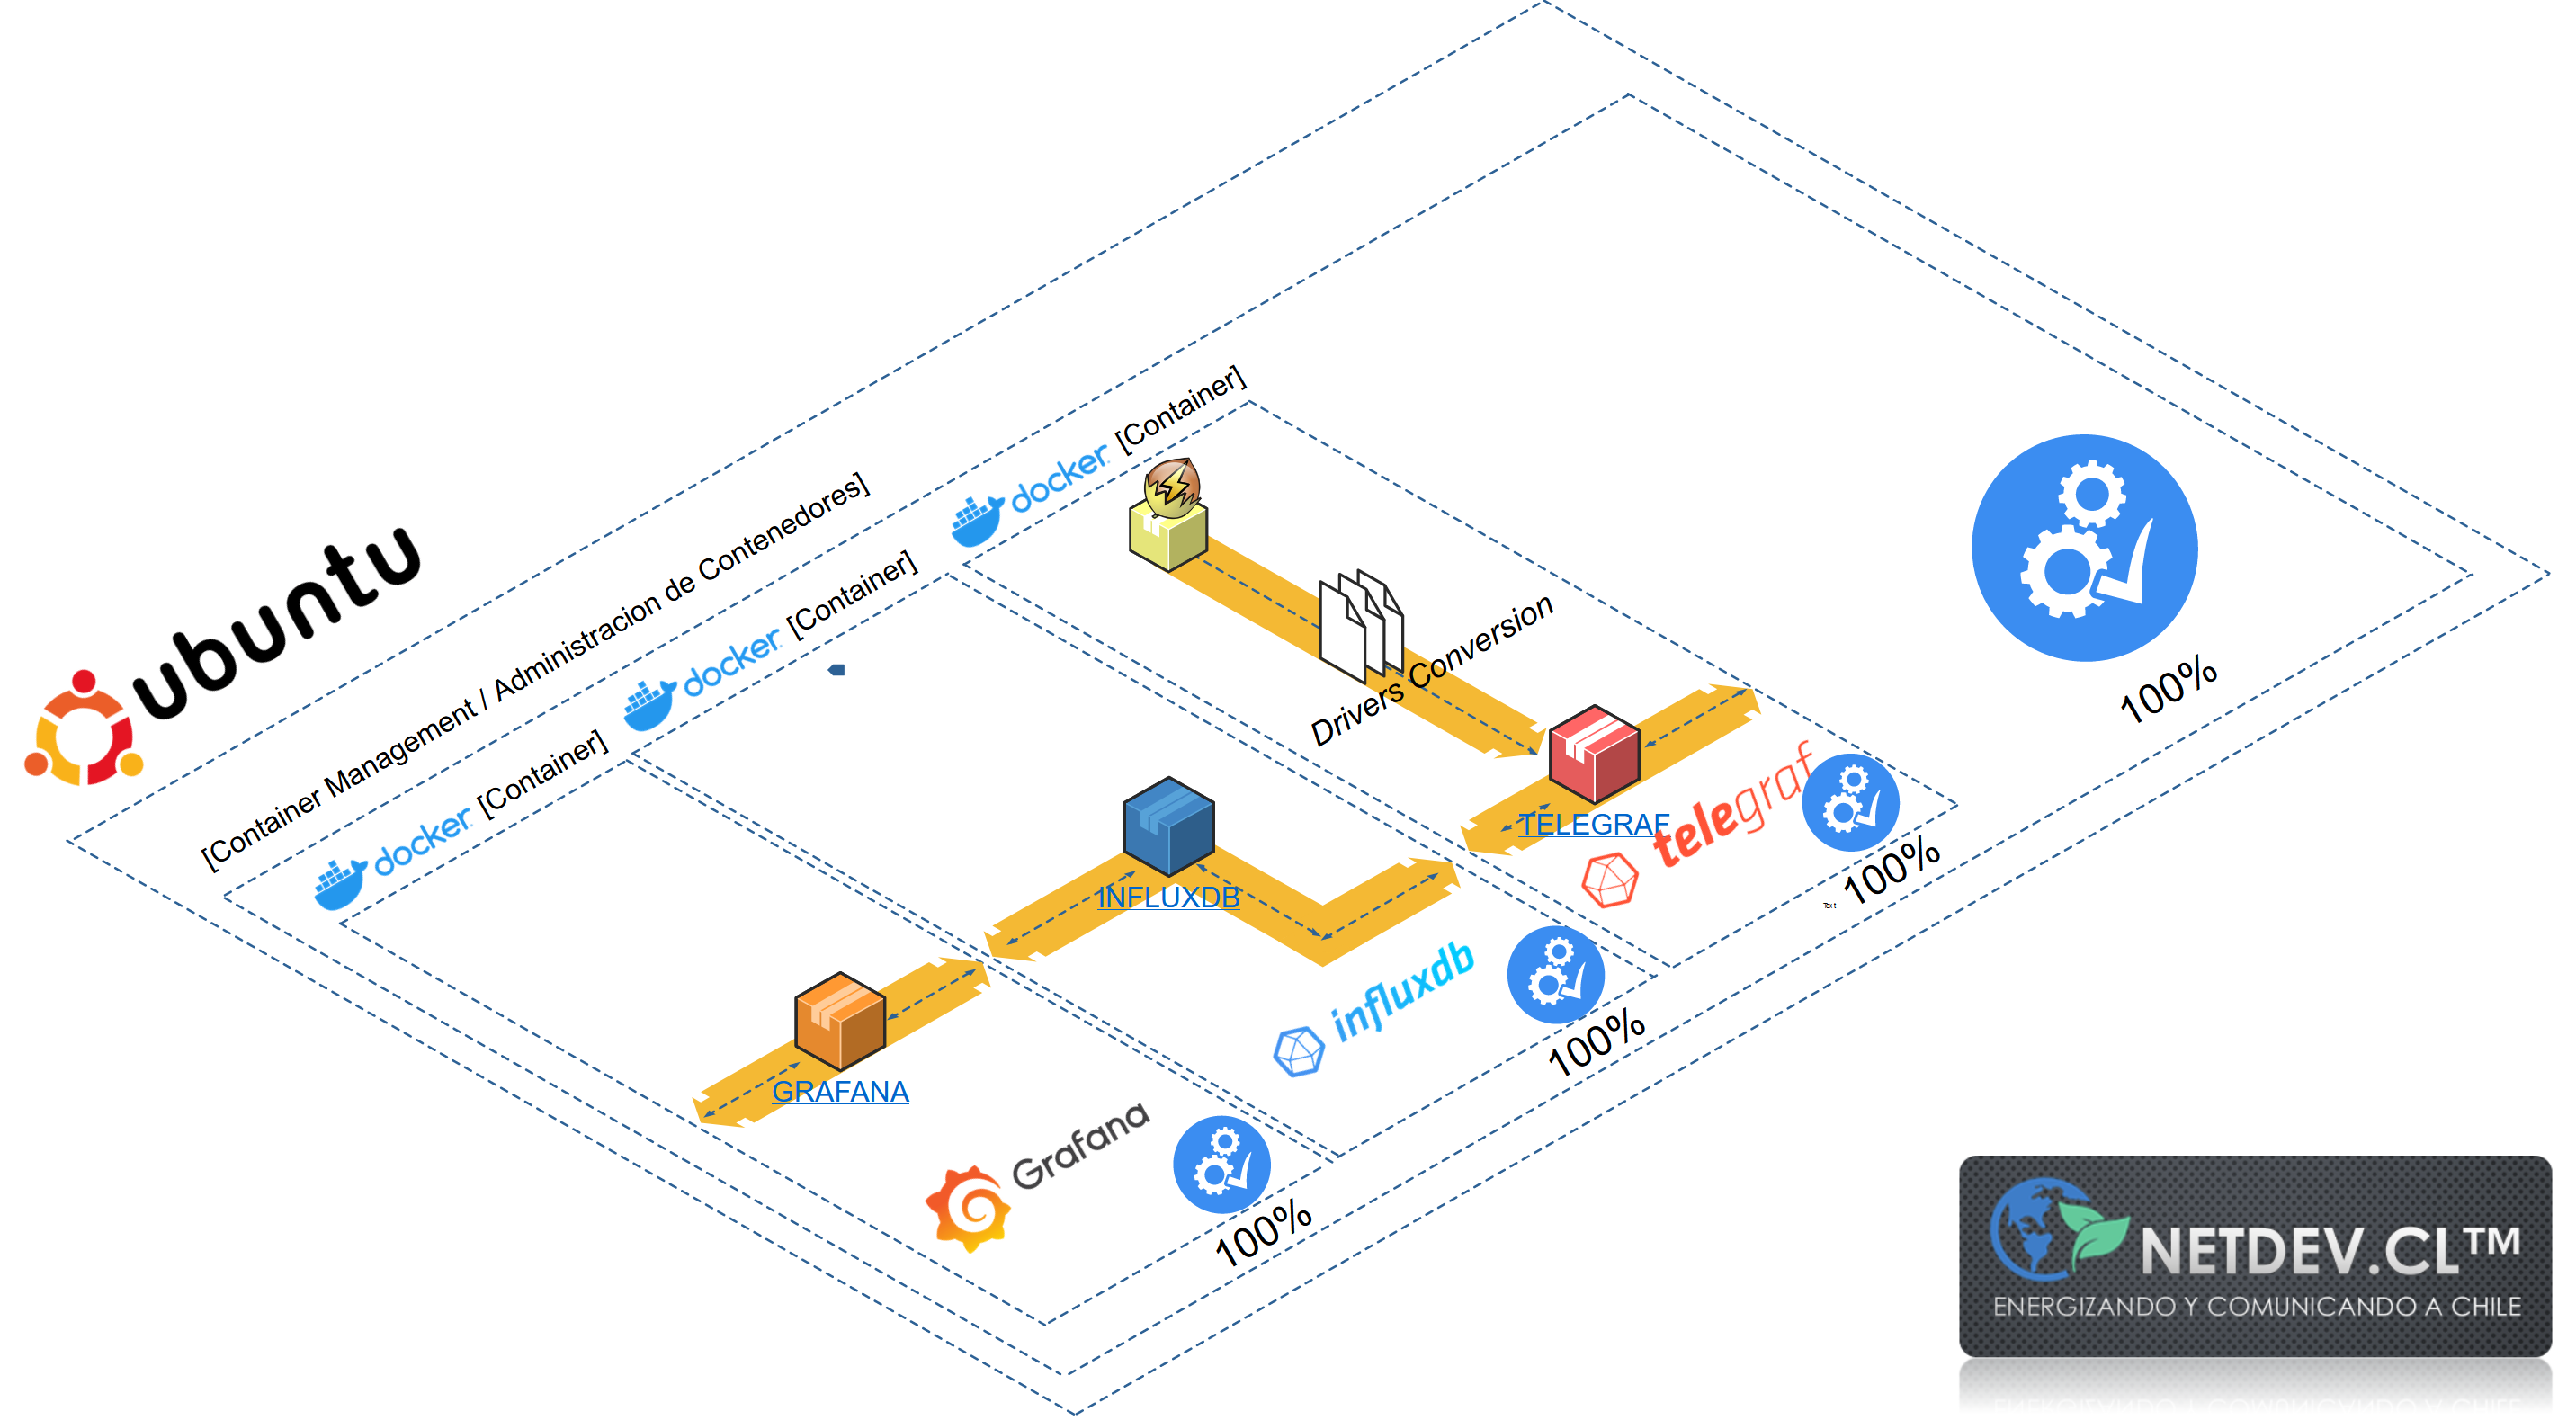 ubuntu
[Container Management / Administracion de Contenedores]
docker [Container]
docker [Container]
docker [Container]
Drivers Conversion
TELEGRAF
telegraf
100%
Text
100%
INFLUXDB
influxdb
100%
GRAFANA
Grafana
100%
NETDEV.CL™
ENERGIZANDO Y COMUNICANDO A CHILE